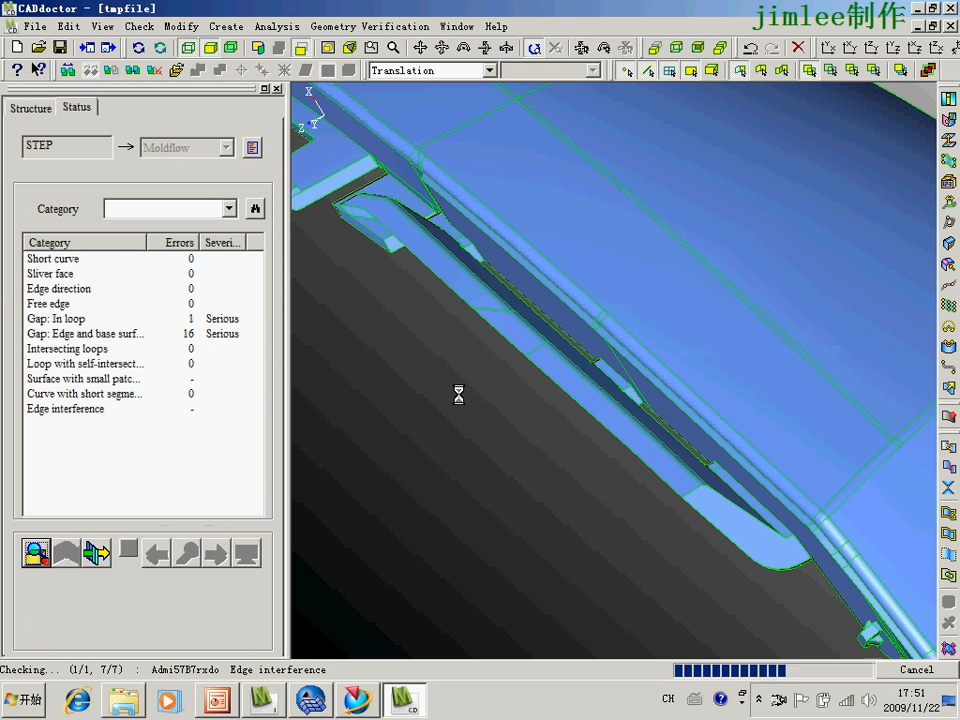 CADdoctor - [tmpfile]
jimlee制作
File Edit View Check Modify Create Analysis Geometry Verification Window Help
Translation
Structure Status
STEP Moldflow
Category
Category Errors Severi...
Short curve 0
Sliver face 0
Edge direction 0
Free edge 0
Gap: In loop 1 Serious
Gap: Edge and base surf... 16 Serious
Intersecting loops 0
Loop with self-intersect... 0
Surface with small patc... -
Curve with short segme... 0
Edge interference -
X
Z Y
Checking... (1/1, 7/7) : Admi57B7rxdo Edge interference
Cancel
开始
CH
17:51
2009/11/22